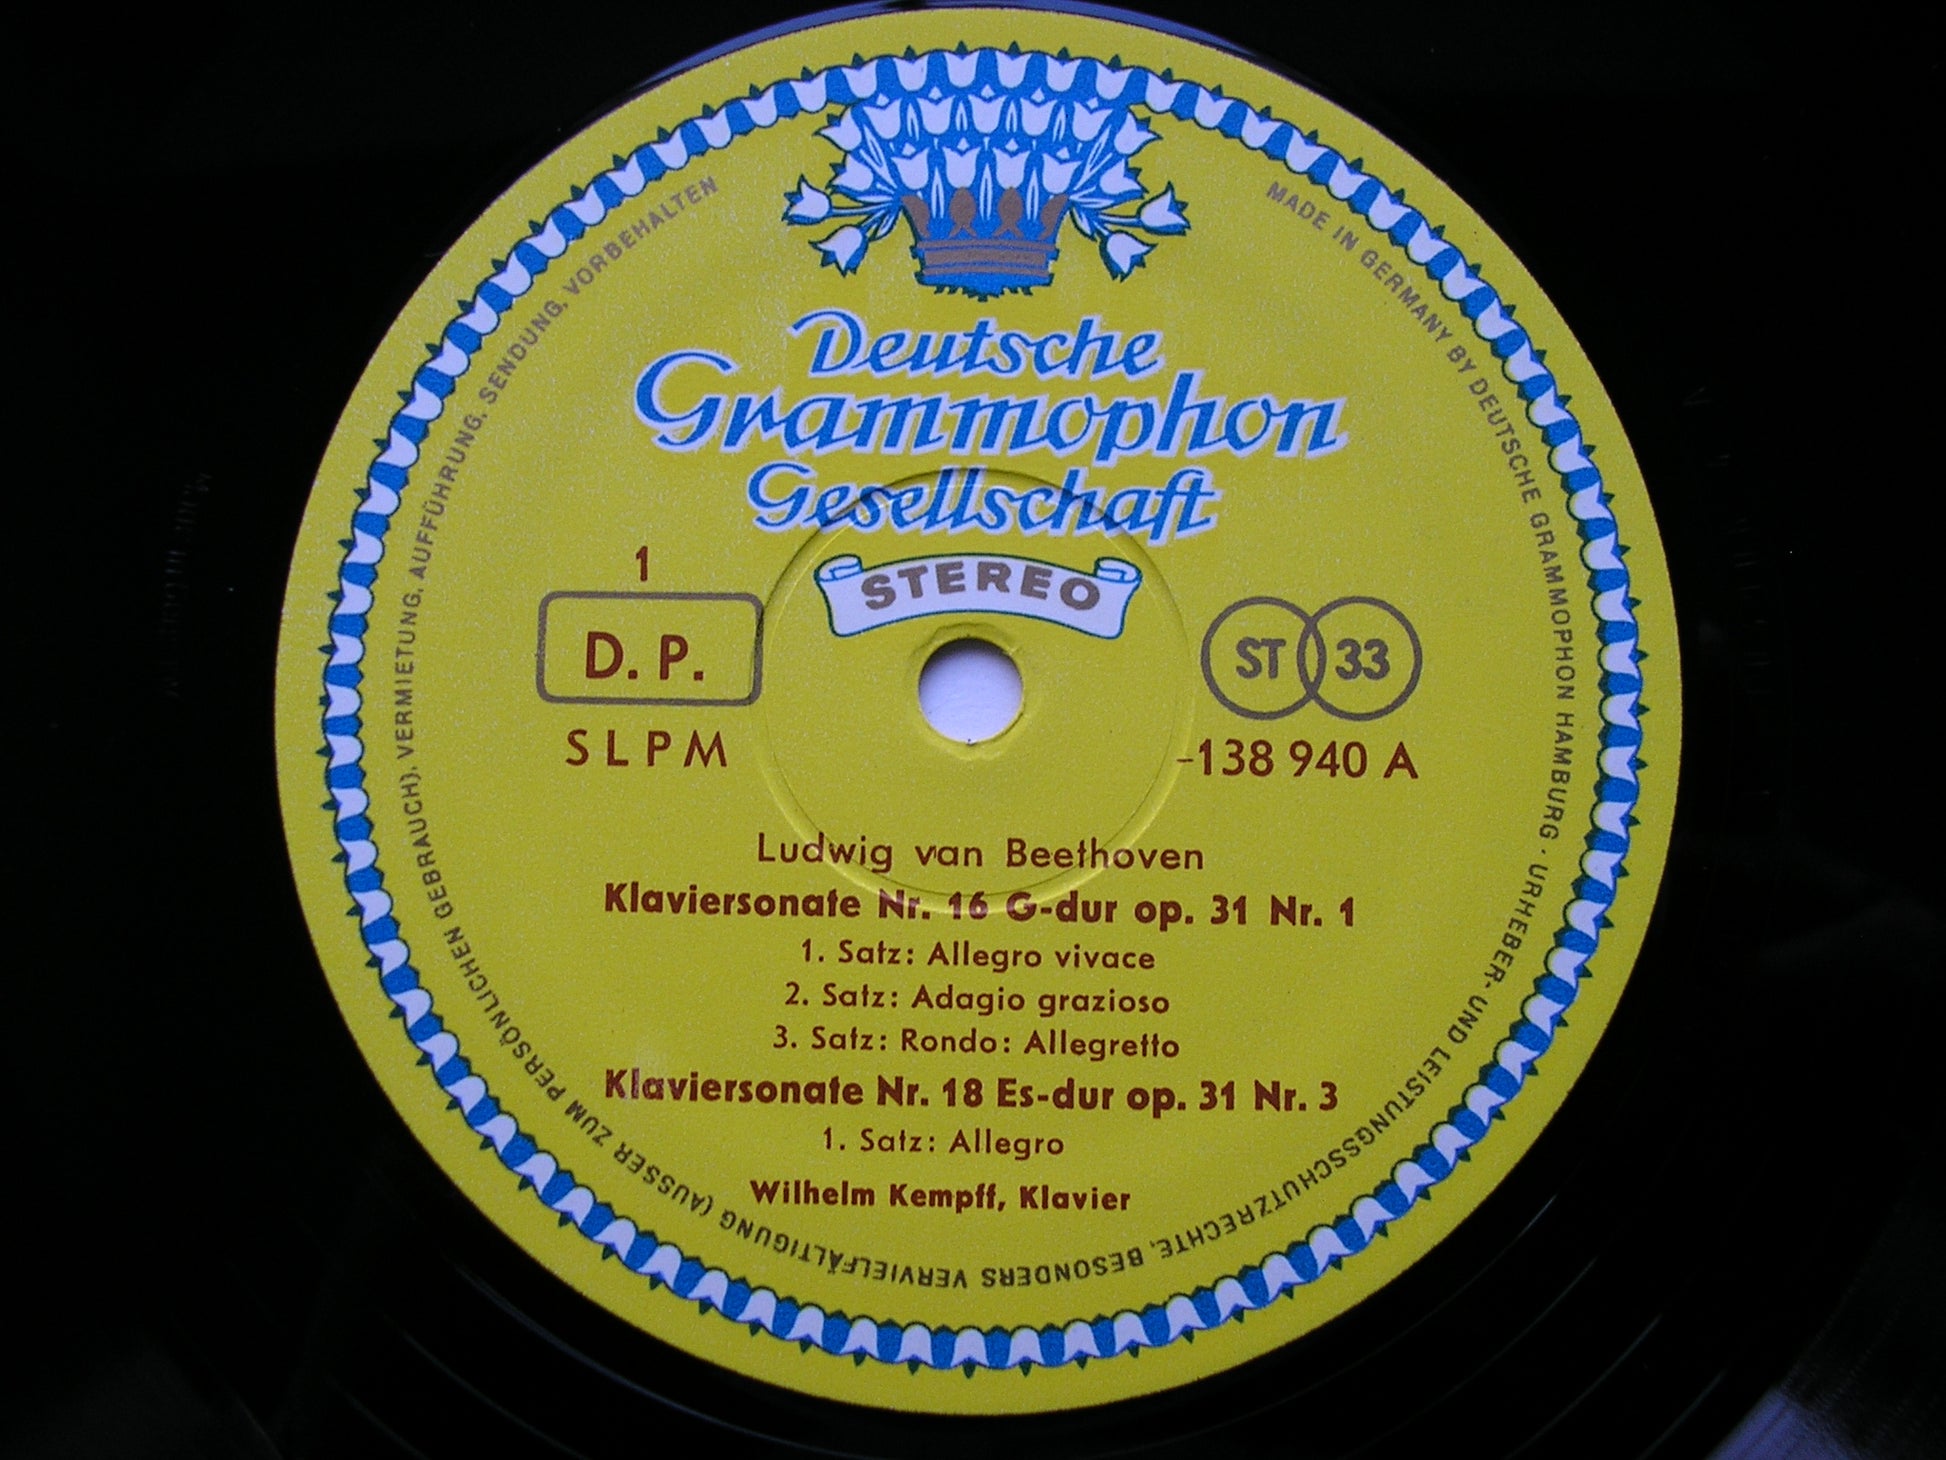 Deutsche
Grammophon
Gesellschaft
STEREO
1
D. P.
ST 33
SLPM
-138 940 A
Ludwig van Beethoven
Klaviersonate Nr. 16 G-dur op. 31 Nr. 1
1. Satz: Allegro vivace
2. Satz: Adagio grazioso
3. Satz: Rondo: Allegretto
Klaviersonate Nr. 18 Es-dur op. 31 Nr. 3
1. Satz: Allegro
Wilhelm Kempff, Klavier
MADE IN GERMANY BY DEUTSCHE GRAMMOPHON HAMBURG · URHEBER- UND LEISTUNGSSCHUTZRECHTE, BESONDERS VERVIELFÄLTIGUNG (AUSSER ZUM PERSÖNLICHEN GEBRAUCH), VERMIETUNG, AUFFÜHRUNG, SENDUNG, VORBEHALTEN